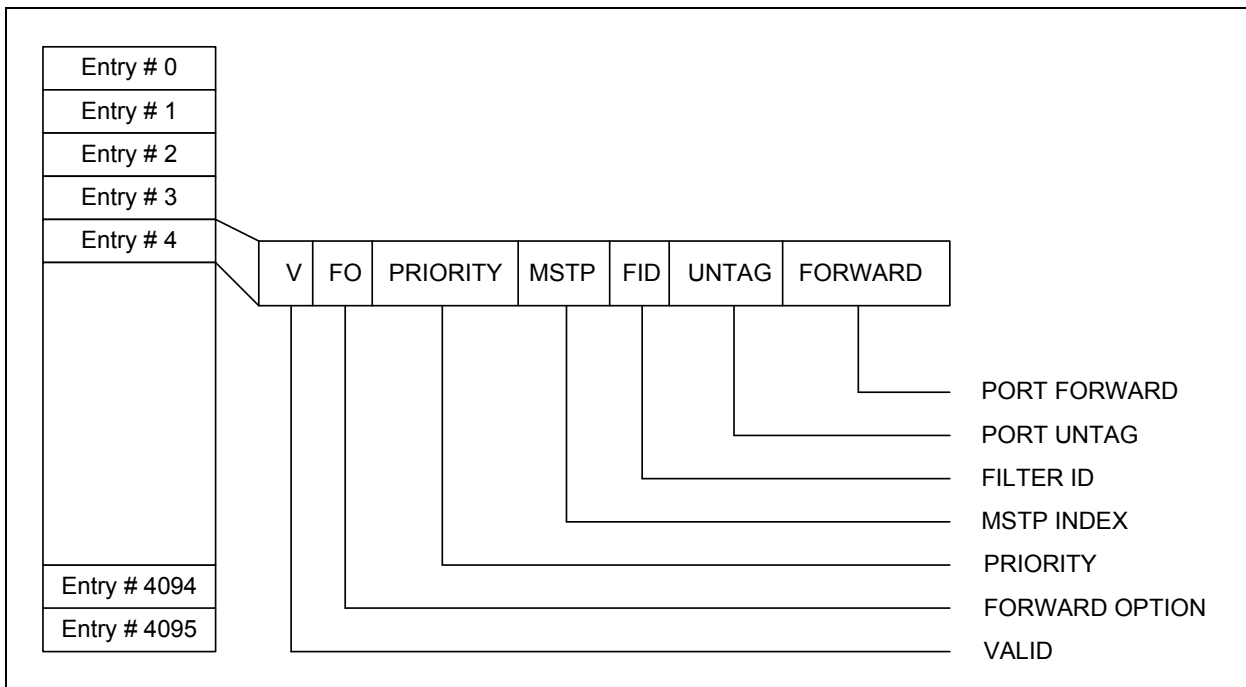 Entry # 0
Entry # 1
Entry # 2
Entry # 3
Entry # 4
V FO PRIORITY MSTP FID UNTAG FORWARD
PORT FORWARD
PORT UNTAG
FILTER ID
MSTP INDEX
PRIORITY
FORWARD OPTION
VALID
Entry # 4094
Entry # 4095